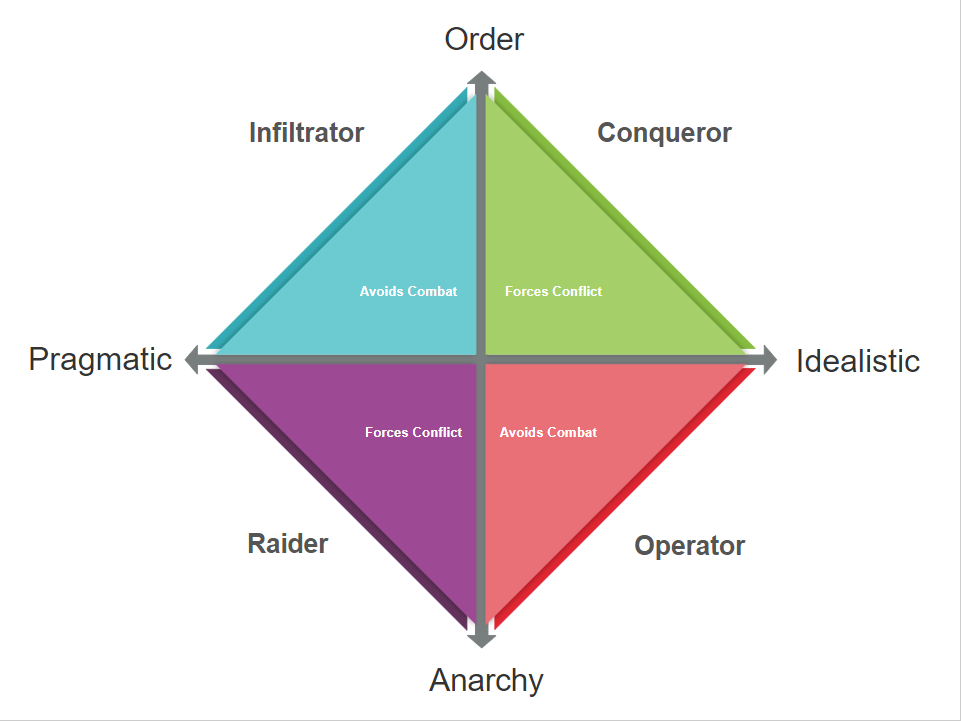 Order
Infiltrator
Conqueror
Avoids Combat
Forces Conflict
Pragmatic
Idealistic
Forces Conflict
Avoids Combat
Raider
Operator
Anarchy